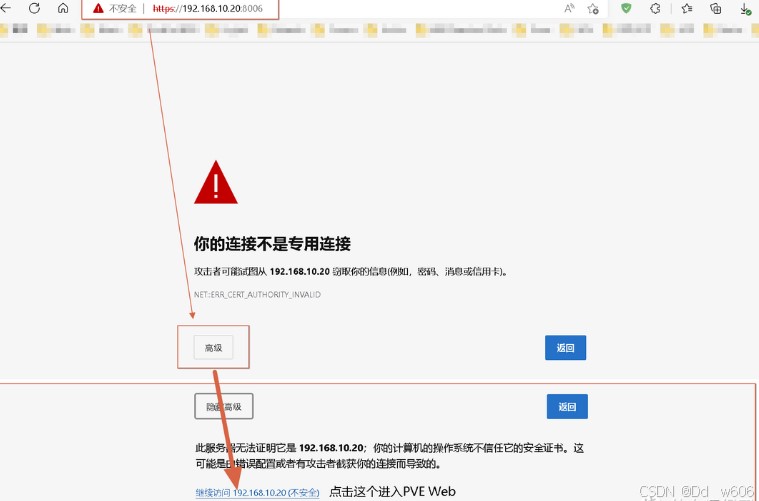 不安全 | https://192.168.10.20:8006
你的连接不是专用连接
攻击者可能试图从 192.168.10.20 窃取你的信息(例如，密码、消息或信用卡)。
NET::ERR_CERT_AUTHORITY_INVALID
高级
返回
隐藏高级
返回
此服务器无法证明它是 192.168.10.20；你的计算机的操作系统不信任它的安全证书。这
可能是由错误配置或者有攻击者截获你的连接而导致的。
继续访问 192.168.10.20 (不安全)
点击这个进入PVE Web
CSDN @Dd__w606